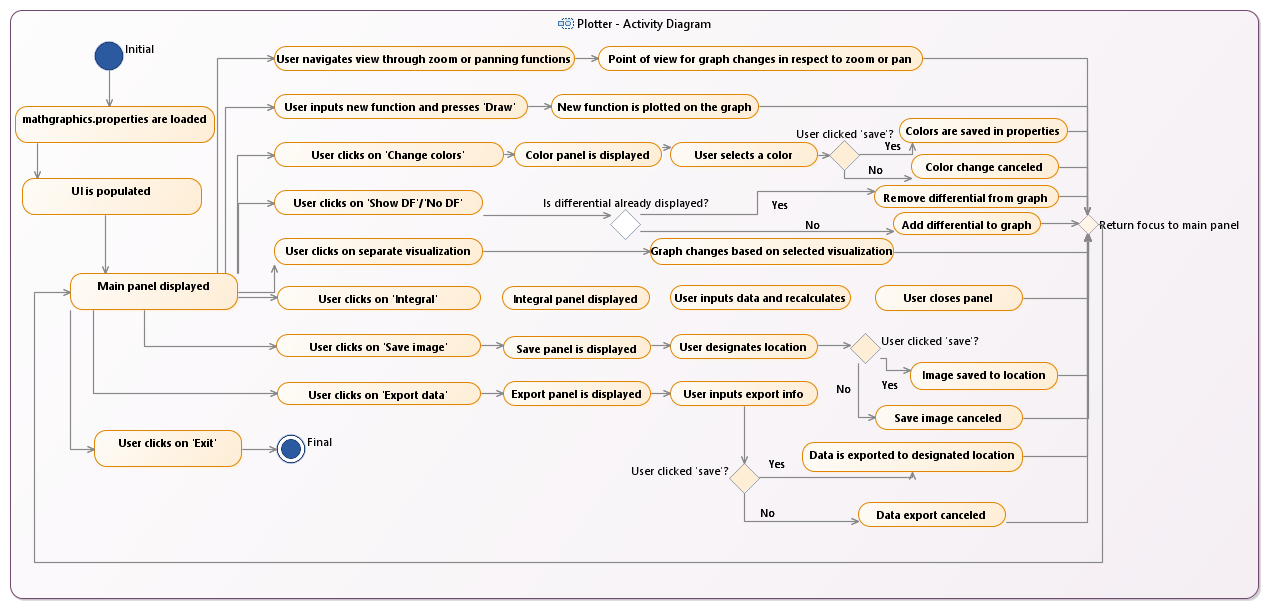 Plotter - Activity Diagram
Initial
mathgraphics.properties are loaded
UI is populated
Main panel displayed
User navigates view through zoom or panning functions
Point of view for graph changes in respect to zoom or pan
User inputs new function and presses 'Draw'
New function is plotted on the graph
User clicks on 'Change colors'
Color panel is displayed
User selects a color
User clicked 'save'?
Yes
Colors are saved in properties
No
Color change canceled
User clicks on 'Show DF'/'No DF'
Is differential already displayed?
Yes
Remove differential from graph
No
Add differential to graph
Return focus to main panel
User clicks on separate visualization
Graph changes based on selected visualization
User clicks on 'Integral'
Integral panel displayed
User inputs data and recalculates
User closes panel
User clicks on 'Save image'
Save panel is displayed
User designates location
User clicked 'save'?
Yes
Image saved to location
No
Save image canceled
User clicks on 'Export data'
Export panel is displayed
User inputs export info
User clicked 'save'?
Yes
Data is exported to designated location
No
Data export canceled
User clicks on 'Exit'
Final